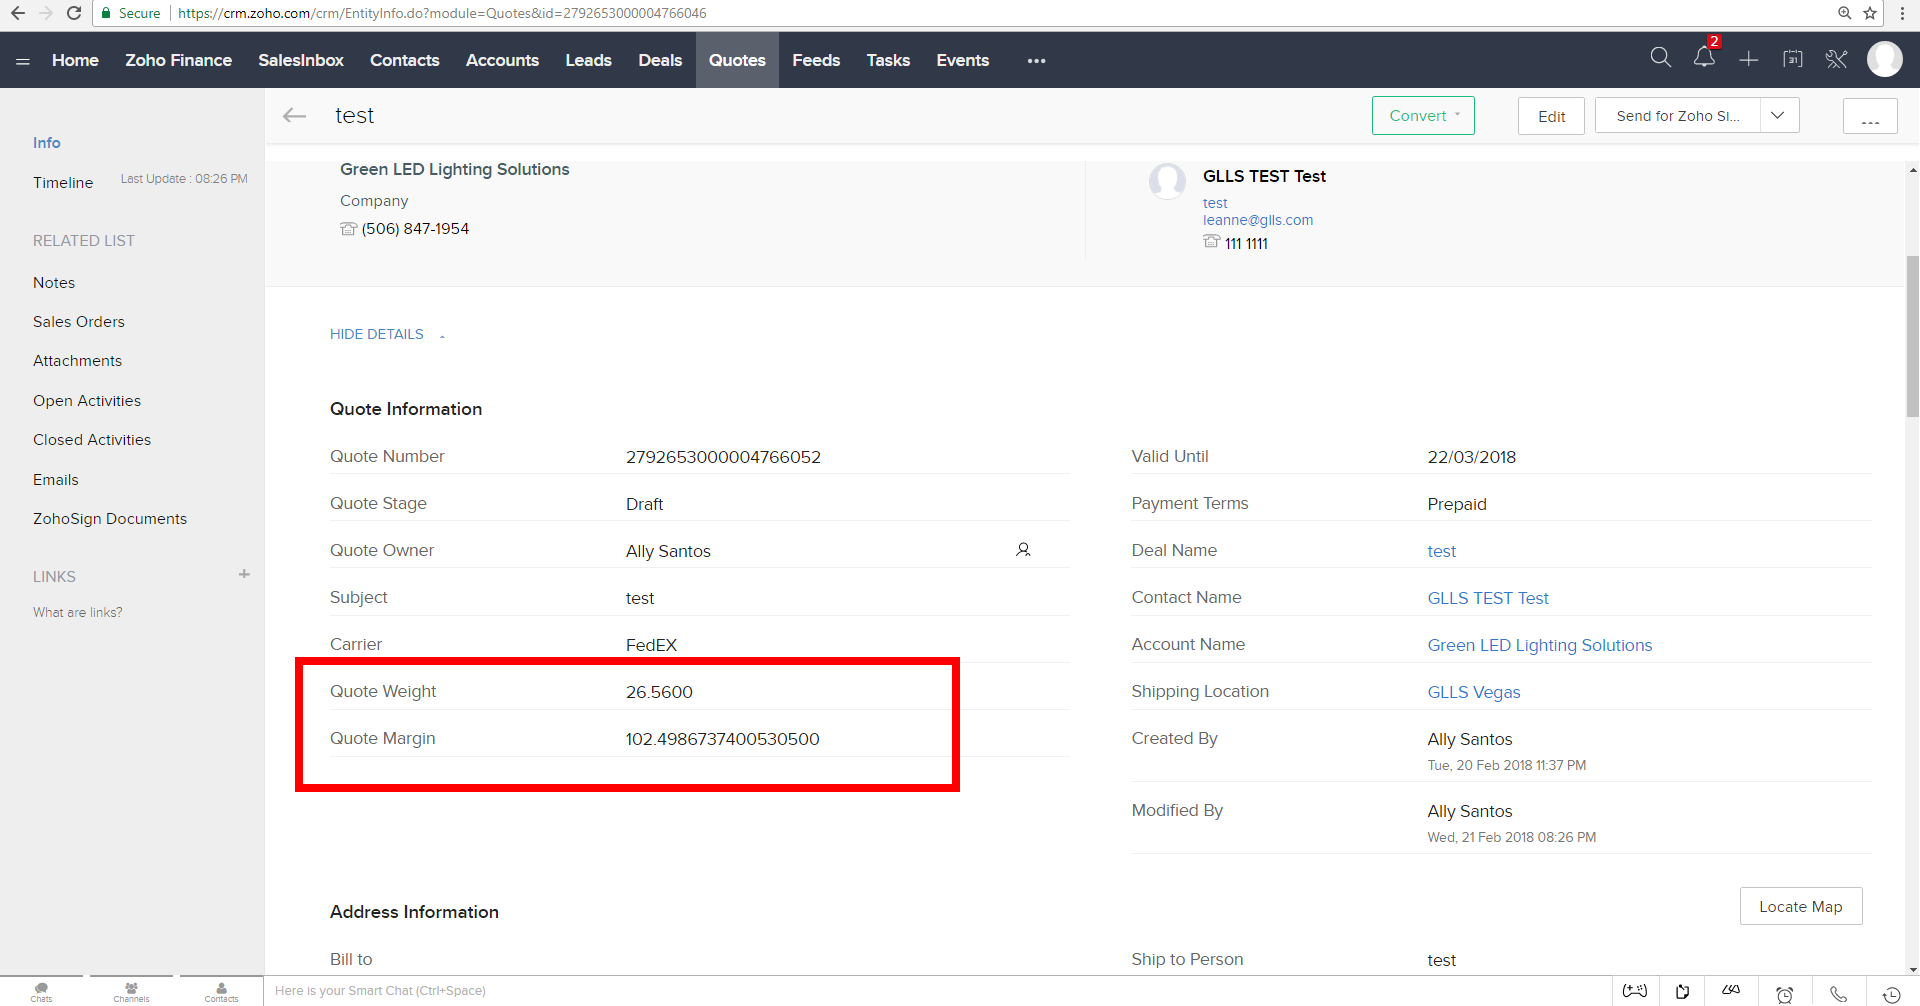 Secure https://crm.zoho.com/crm/EntityInfo.do?module=Quotes&id=2792653000004766046
Home Zoho Finance SalesInbox Contacts Accounts Leads Deals Quotes Feeds Tasks Events ••• 2 31
test Convert Edit Send for Zoho SI... ...
Info
Timeline Last Update : 08:26 PM
RELATED LIST
Notes
Sales Orders
Attachments
Open Activities
Closed Activities
Emails
ZohoSign Documents
LINKS +
What are links?
Green LED Lighting Solutions
Company
(506) 847-1954
GLLS TEST Test
test
leanne@glls.com
111 1111
HIDE DETAILS
Quote Information
Quote Number 2792653000004766052
Quote Stage Draft
Quote Owner Ally Santos
Subject test
Carrier FedEX
Quote Weight 26.5600
Quote Margin 102.4986737400530500
Valid Until 22/03/2018
Payment Terms Prepaid
Deal Name test
Contact Name GLLS TEST Test
Account Name Green LED Lighting Solutions
Shipping Location GLLS Vegas
Created By Ally Santos
Tue, 20 Feb 2018 11:37 PM
Modified By Ally Santos
Wed, 21 Feb 2018 08:26 PM
Address Information Locate Map
Bill to
Ship to Person test
Chats Channels Contacts Here is your Smart Chat (Ctrl+Space)